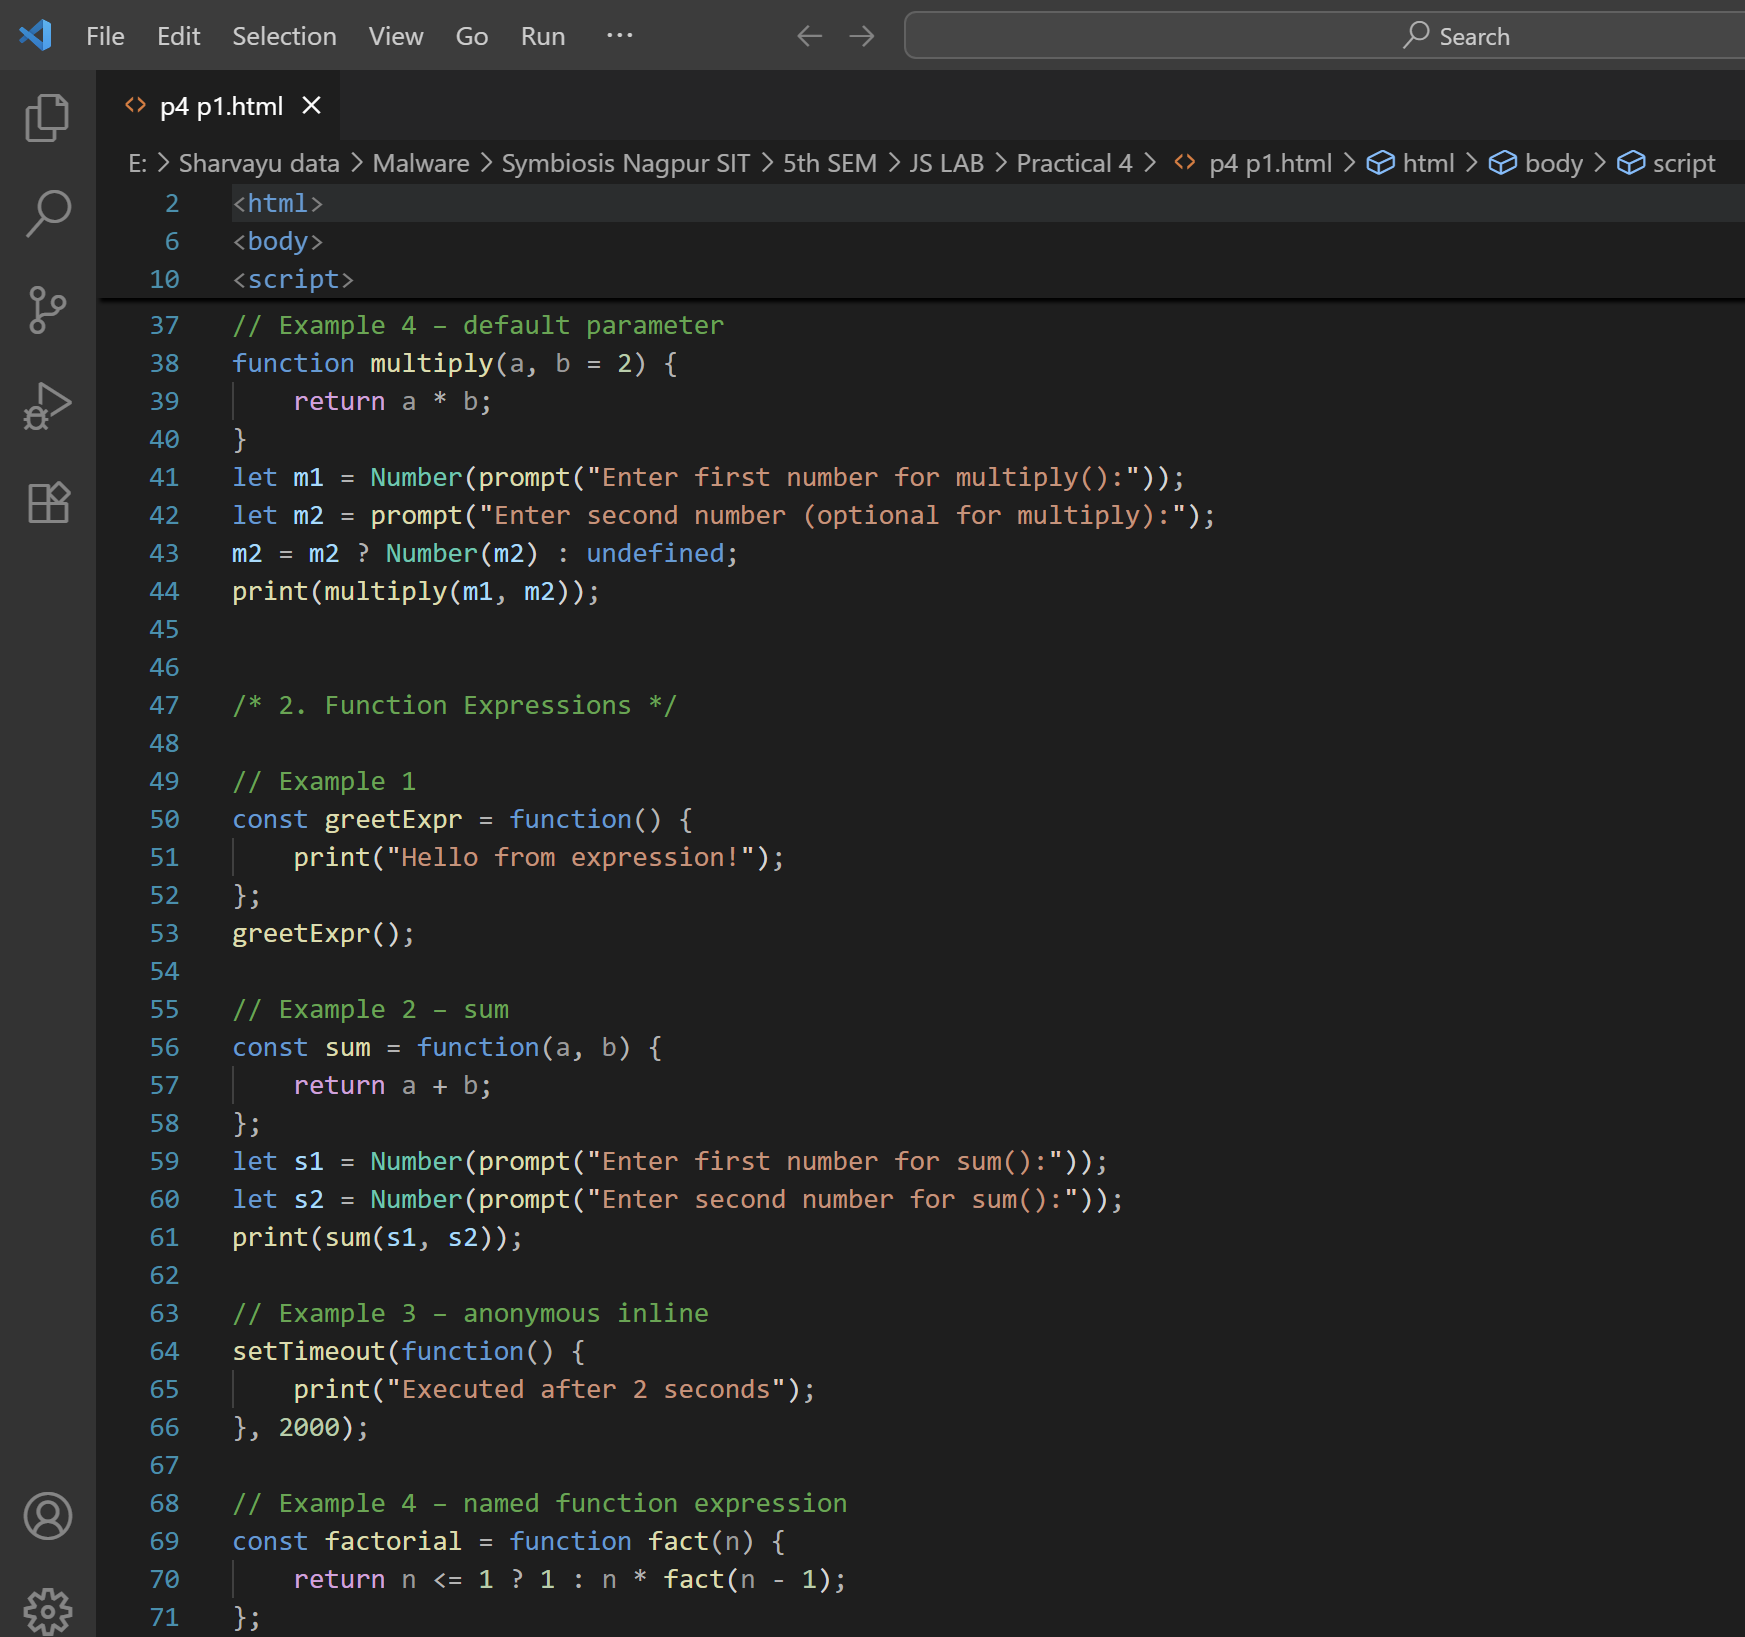 File Edit Selection View Go Run ··· Search
p4 p1.html
E: > Sharvayu data > Malware > Symbiosis Nagpur SIT > 5th SEM > JS LAB > Practical 4 > p4 p1.html > html > body > script
2 <html>
6 <body>
10 <script>
37 // Example 4 – default parameter
38 function multiply(a, b = 2) {
39     return a * b;
40 }
41 let m1 = Number(prompt("Enter first number for multiply():"));
42 let m2 = prompt("Enter second number (optional for multiply):");
43 m2 = m2 ? Number(m2) : undefined;
44 print(multiply(m1, m2));
45
46
47 /* 2. Function Expressions */
48
49 // Example 1
50 const greetExpr = function() {
51     print("Hello from expression!");
52 };
53 greetExpr();
54
55 // Example 2 – sum
56 const sum = function(a, b) {
57     return a + b;
58 };
59 let s1 = Number(prompt("Enter first number for sum():"));
60 let s2 = Number(prompt("Enter second number for sum():"));
61 print(sum(s1, s2));
62
63 // Example 3 – anonymous inline
64 setTimeout(function() {
65     print("Executed after 2 seconds");
66 }, 2000);
67
68 // Example 4 – named function expression
69 const factorial = function fact(n) {
70     return n <= 1 ? 1 : n * fact(n - 1);
71 };